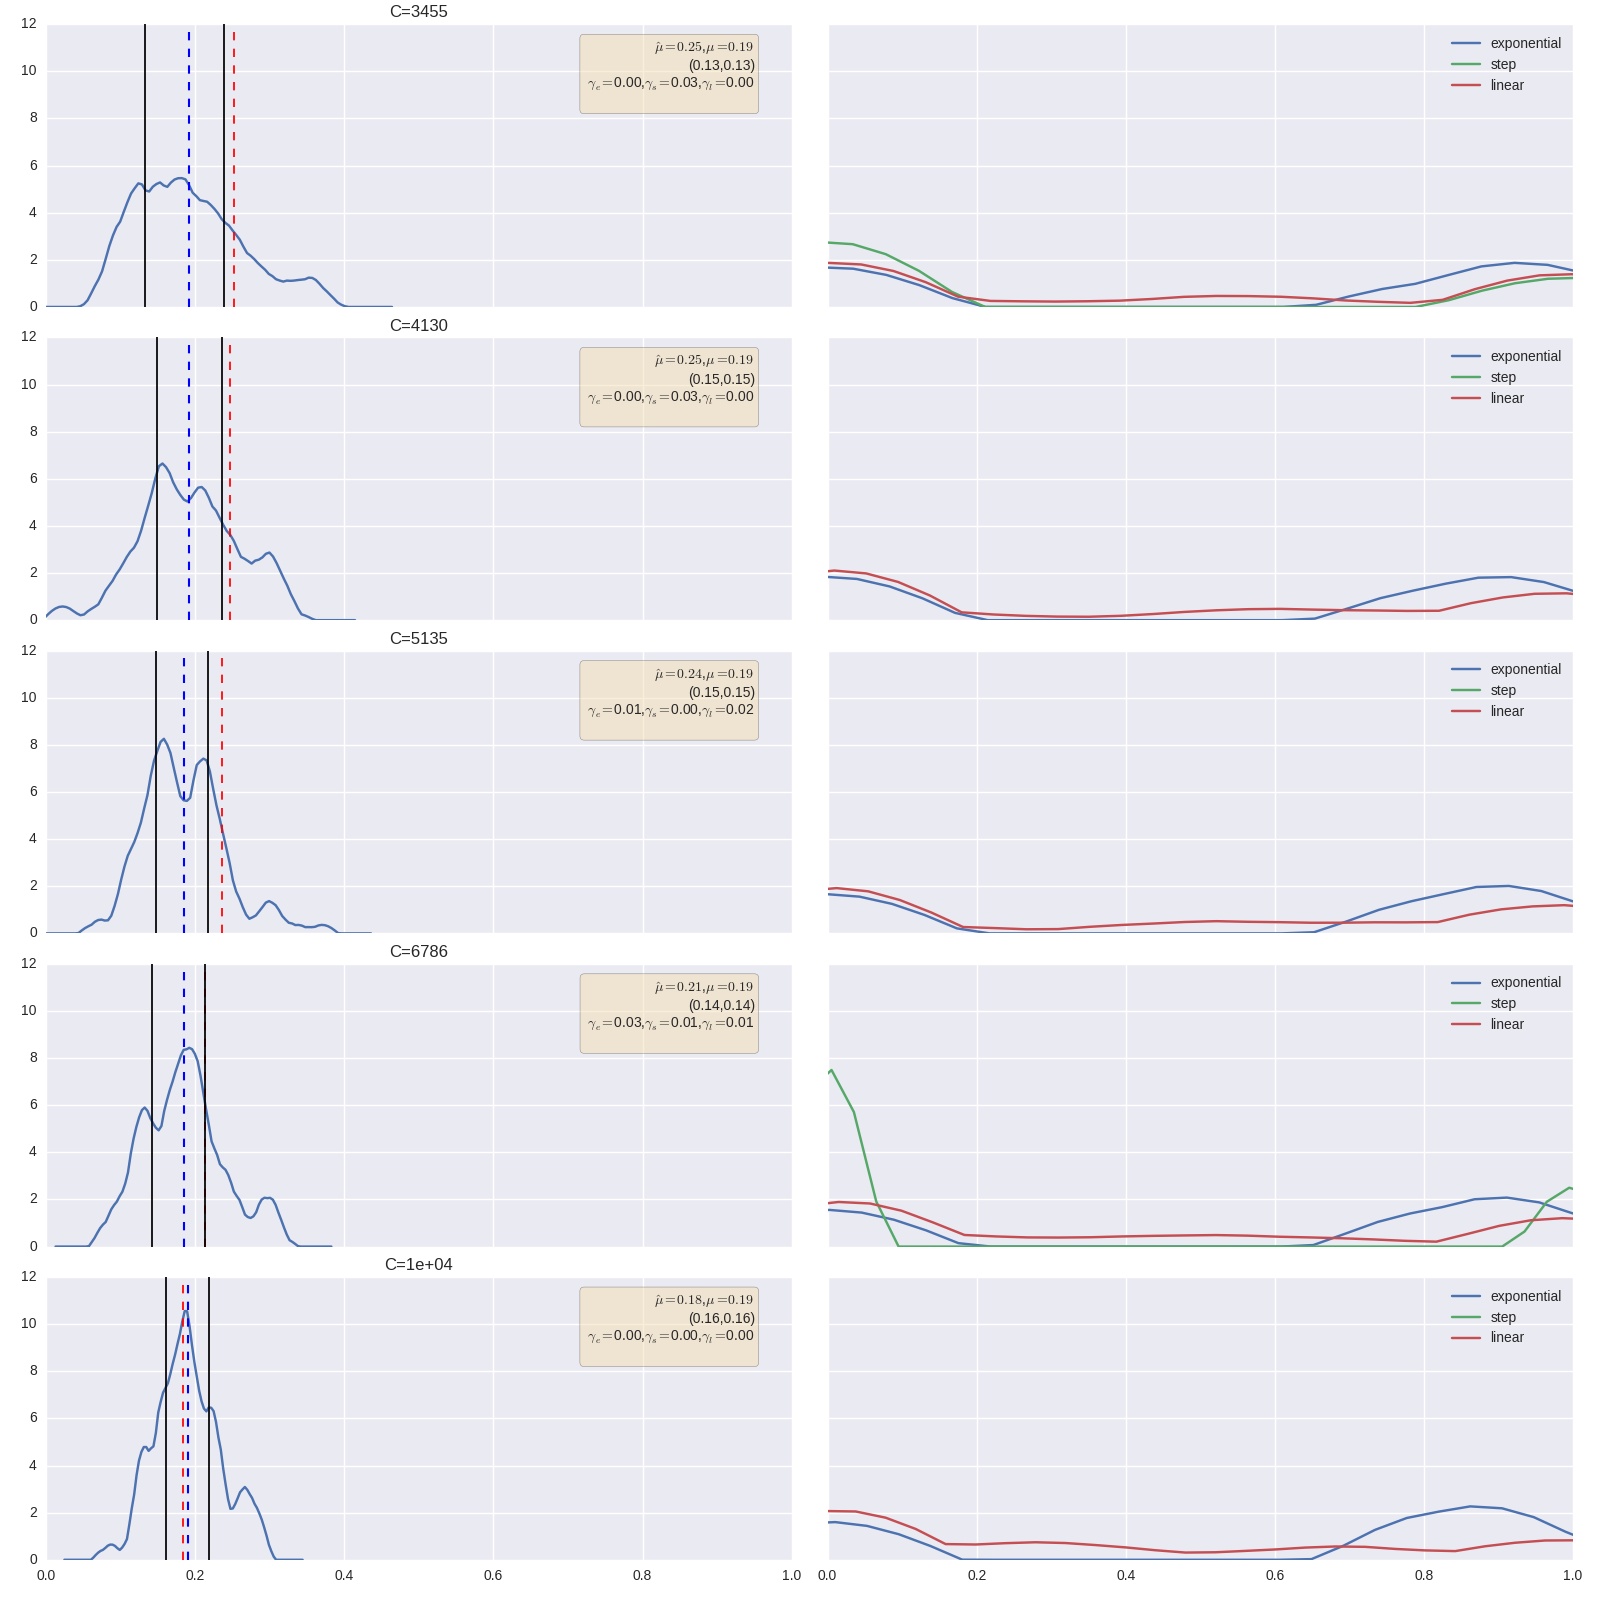 C=3455
12
10
8
6
4
2
0
μ̂=0.25,μ=0.19
(0.13,0.13)
γₑ=0.00,γₛ=0.03,γₗ=0.00
exponential
step
linear
C=4130
12
10
8
6
4
2
0
μ̂=0.25,μ=0.19
(0.15,0.15)
γₑ=0.00,γₛ=0.03,γₗ=0.00
exponential
step
linear
C=5135
12
10
8
6
4
2
0
μ̂=0.24,μ=0.19
(0.15,0.15)
γₑ=0.01,γₛ=0.00,γₗ=0.02
exponential
step
linear
C=6786
12
10
8
6
4
2
0
μ̂=0.21,μ=0.19
(0.14,0.14)
γₑ=0.03,γₛ=0.01,γₗ=0.01
exponential
step
linear
C=1e+04
12
10
8
6
4
2
0
μ̂=0.18,μ=0.19
(0.16,0.16)
γₑ=0.00,γₛ=0.00,γₗ=0.00
exponential
step
linear
0.0 0.2 0.4 0.6 0.8 1.0
0.0 0.2 0.4 0.6 0.8 1.0